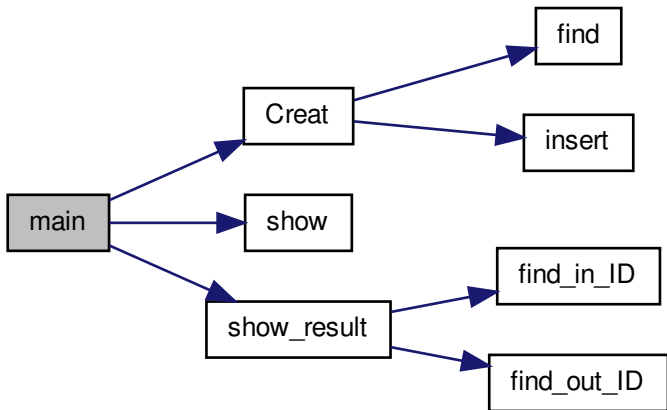 main
Creat
find
insert
show
show_result
find_in_ID
find_out_ID